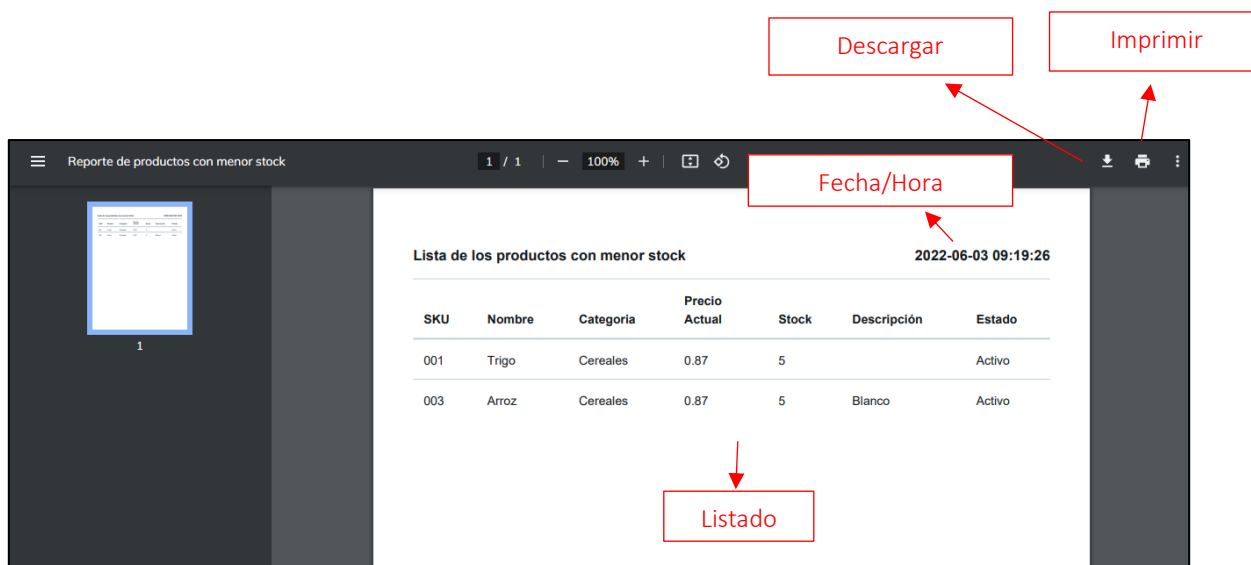 Descargar
Imprimir
Reporte de productos con menor stock
1 / 1
100%
Fecha/Hora
Lista de los productos con menor stock
2022-06-03 09:19:26
SKU Nombre Categoria Precio Actual Stock Descripción Estado
001 Trigo Cereales 0.87 5 Activo
003 Arroz Cereales 0.87 5 Blanco Activo
1
Listado